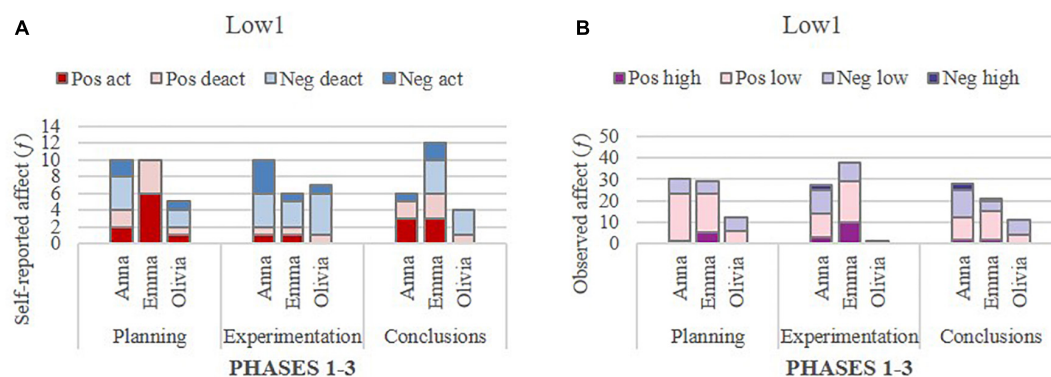 A
Low1
Pos act Pos deact Neg deact Neg act
Self-reported affect (f)
14
12
10
8
6
4
2
0
Anna Emma Olivia Anna Emma Olivia Anna Emma Olivia
Planning Experimentation Conclusions
PHASES 1-3
B
Low1
Pos high Pos low Neg low Neg high
Observed affect (f)
50
40
30
20
10
0
Anna Emma Olivia Anna Emma Olivia Anna Emma Olivia
Planning Experimentation Conclusions
PHASES 1-3